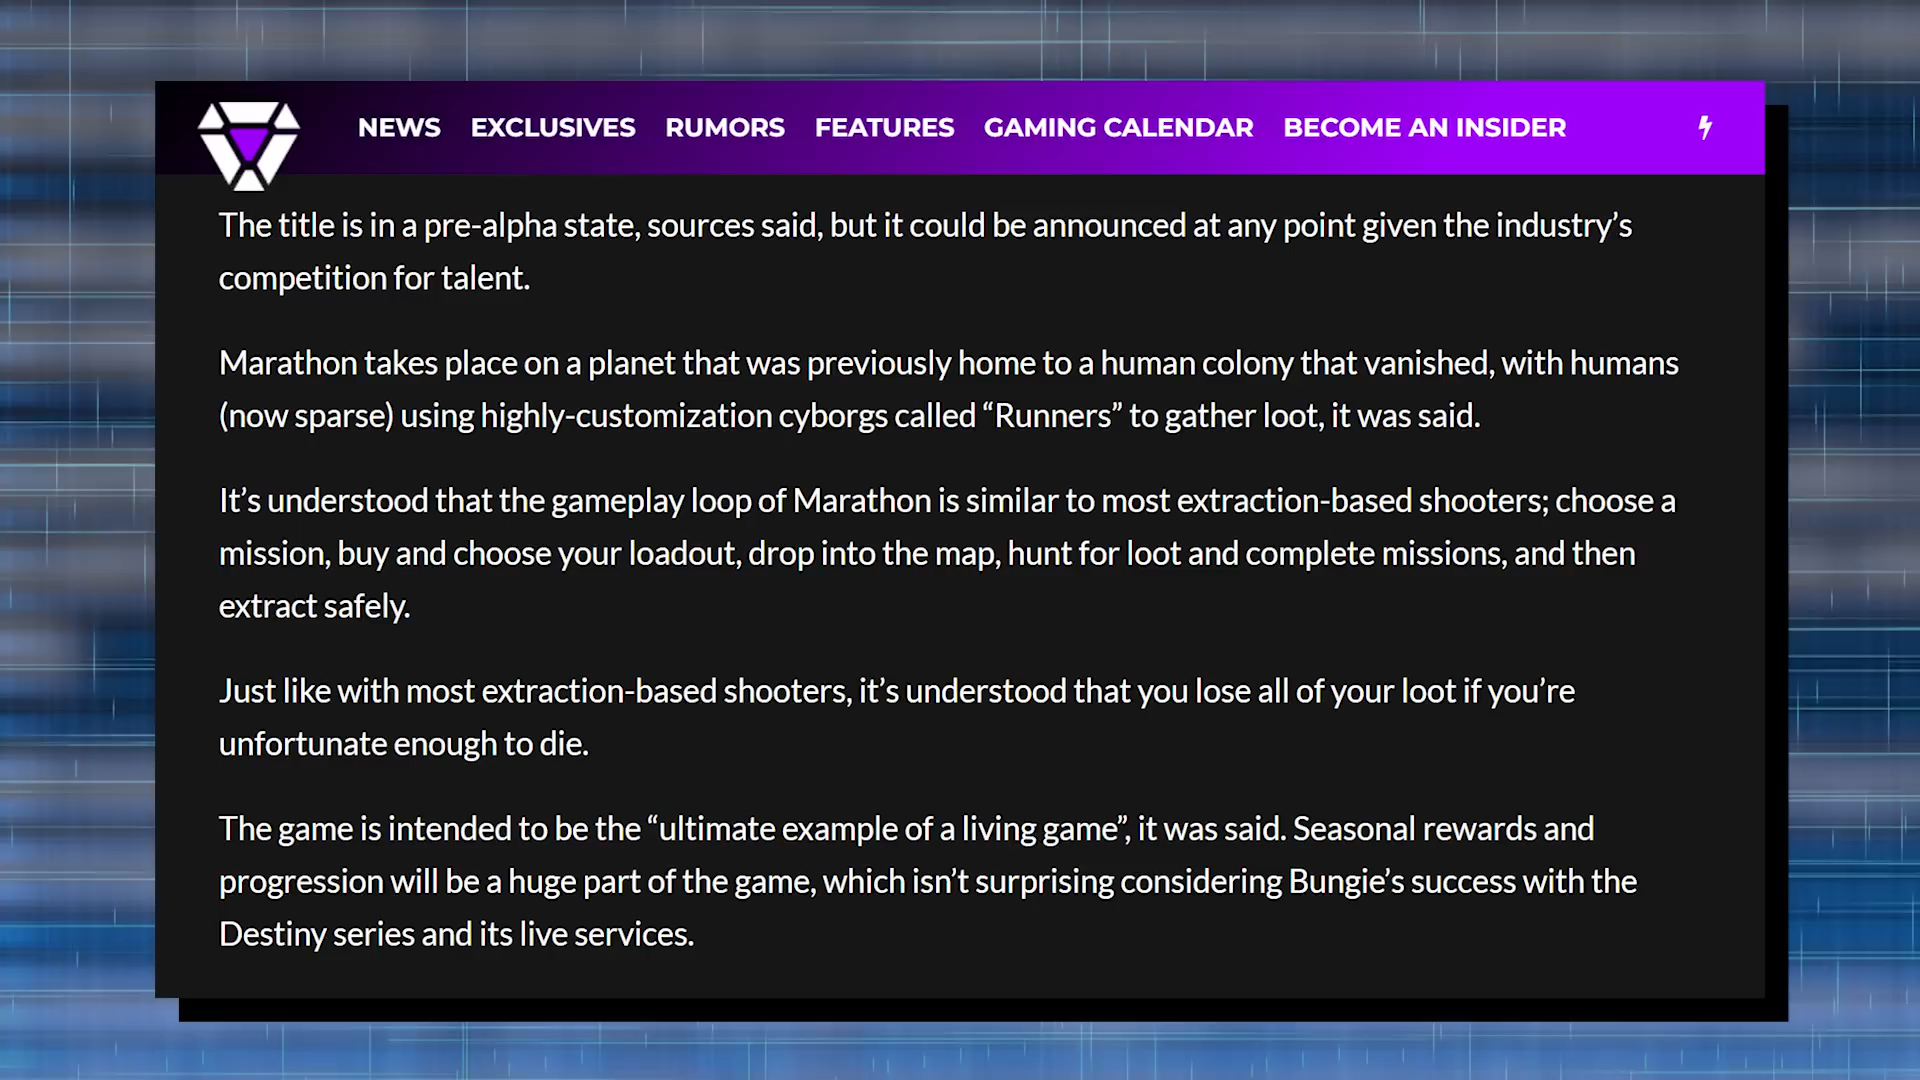 NEWS EXCLUSIVES RUMORS FEATURES GAMING CALENDAR BECOME AN INSIDER
The title is in a pre-alpha state, sources said, but it could be announced at any point given the industry’s
competition for talent.
Marathon takes place on a planet that was previously home to a human colony that vanished, with humans
(now sparse) using highly-customization cyborgs called “Runners” to gather loot, it was said.
It’s understood that the gameplay loop of Marathon is similar to most extraction-based shooters; choose a
mission, buy and choose your loadout, drop into the map, hunt for loot and complete missions, and then
extract safely.
Just like with most extraction-based shooters, it’s understood that you lose all of your loot if you’re
unfortunate enough to die.
The game is intended to be the “ultimate example of a living game”, it was said. Seasonal rewards and
progression will be a huge part of the game, which isn’t surprising considering Bungie’s success with the
Destiny series and its live services.